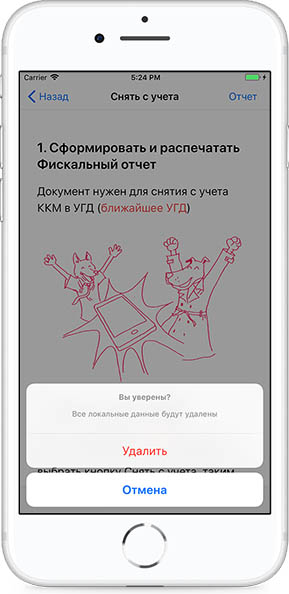 Carrier 5:24 PM
Назад Снять с учета Отчет
1. Сформировать и распечатать
Фискальный отчет
Документ нужен для снятия с учета
ККМ в УГД (ближайшее УГД)
Вы уверены?
Все локальные данные будут удалены
Удалить
выбрать кнопку Снять с учета, таким
Отмена